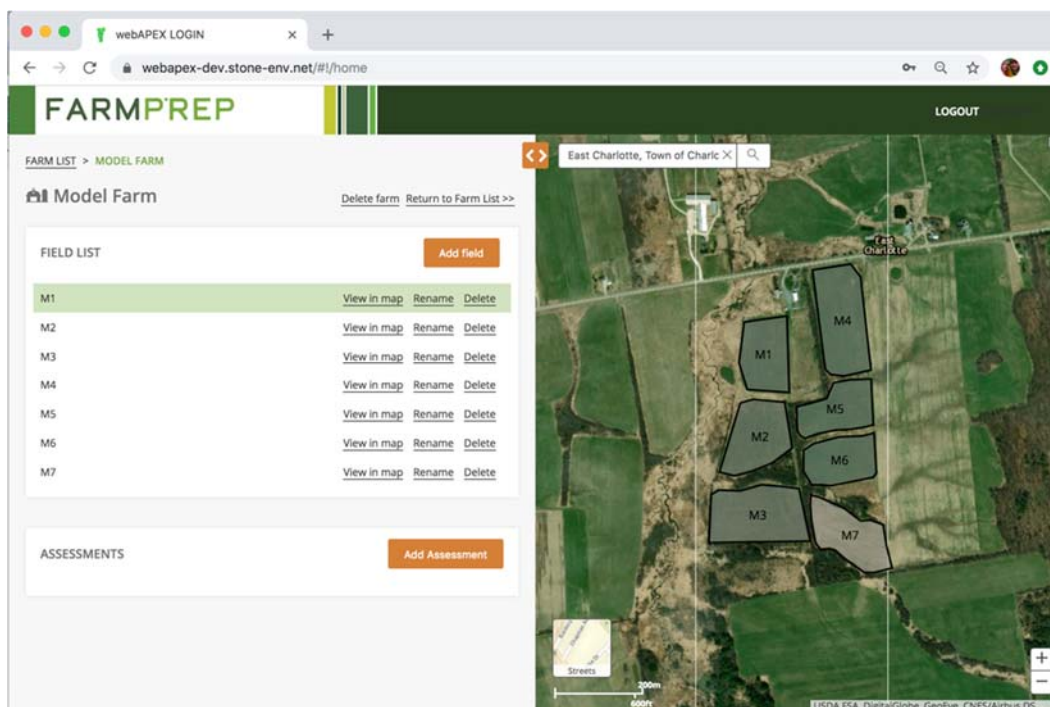 webAPEX LOGIN
webapex-dev.stone-env.net/#!/home
FARMPREP
LOGOUT
FARM LIST > MODEL FARM
Model Farm
Delete farm Return to Farm List >>
FIELD LIST
Add field
M1 View in map Rename Delete
M2 View in map Rename Delete
M3 View in map Rename Delete
M4 View in map Rename Delete
M5 View in map Rename Delete
M6 View in map Rename Delete
M7 View in map Rename Delete
ASSESSMENTS
Add Assessment
East Charlotte, Town of Charlc
East
Charlotte
M4
M1
M5
M2
M6
M3
M7
Streets
200m
600ft
USDA FSA, DigitalGlobe, GeoEye, CNES/Airbus DS